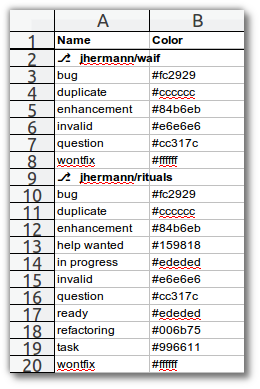 A B
1 Name Color
2 ⎇ jhermann/waif
3 bug #fc2929
4 duplicate #cccccc
5 enhancement #84b6eb
6 invalid #e6e6e6
7 question #cc317c
8 wontfix #ffffff
9 ⎇ jhermann/rituals
10 bug #fc2929
11 duplicate #cccccc
12 enhancement #84b6eb
13 help wanted #159818
14 in progress #ededed
15 invalid #e6e6e6
16 question #cc317c
17 ready #ededed
18 refactoring #006b75
19 task #996611
20 wontfix #ffffff